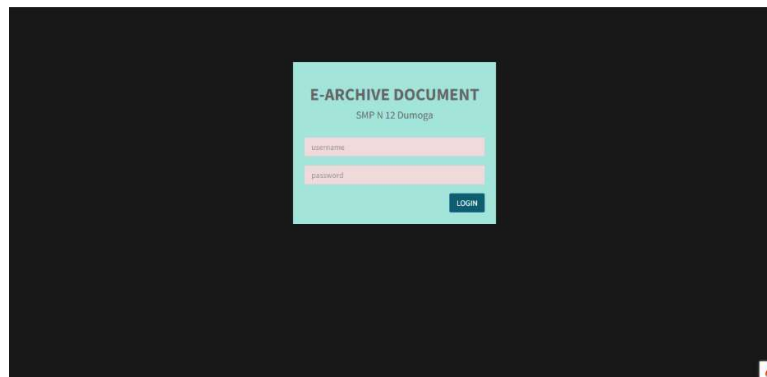 E-ARCHIVE DOCUMENT
SMP N 12 Dumoga
username
password
LOGIN